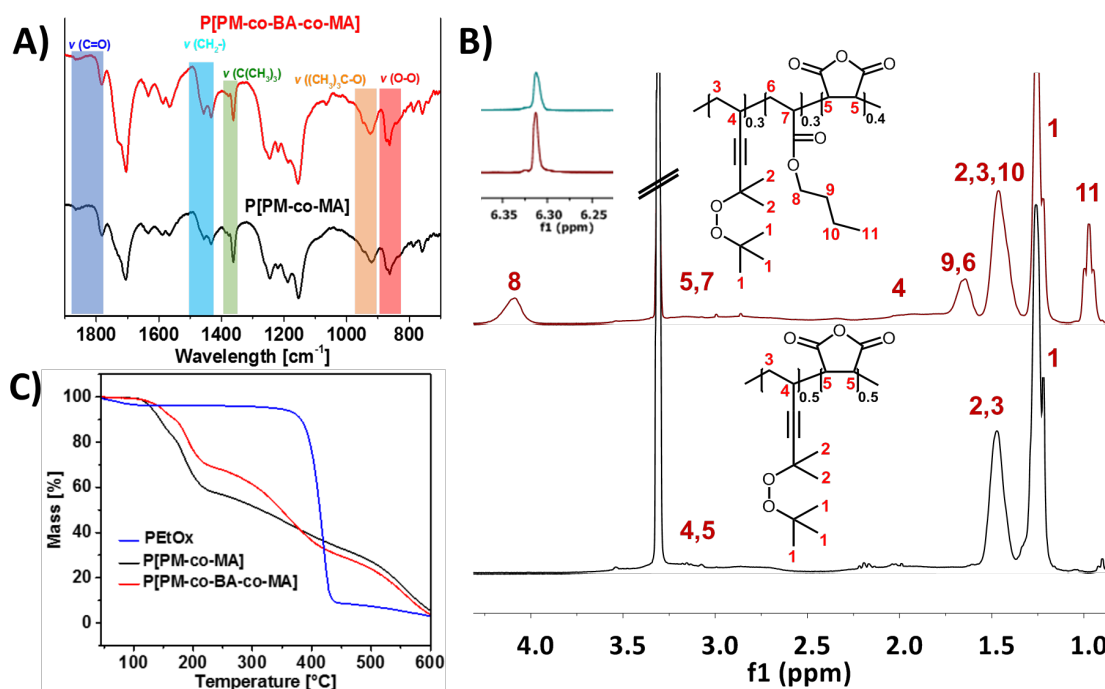 A)
P[PM-co-BA-co-MA]
ν (C=O)
ν (CH2-)
ν (C(CH3)3)
ν ((CH3)3C-O)
ν (O-O)
P[PM-co-MA]
1800
1600
1400
1200
1000
800
Wavelength [cm-1]
B)
6.35
6.30
6.23
f1 (ppm)
O
O
O
3
6
4
0.3
7
0.3
5
5
0.4
O
O
2
2
O
O
1
1
1
8
9
10
11
8
5,7
4
9,6
2,3,10
1
11
O
O
O
3
4
0.5
5
5
0.5
2
2
O
O
1
1
1
4,5
2,3
1
4.0
3.5
3.0
2.5
2.0
1.5
1.0
f1 (ppm)
C)
100
80
60
40
20
0
Mass [%]
PEtOx
P[PM-co-MA]
P[PM-co-BA-co-MA]
100
200
300
400
500
600
Temperature [°C]